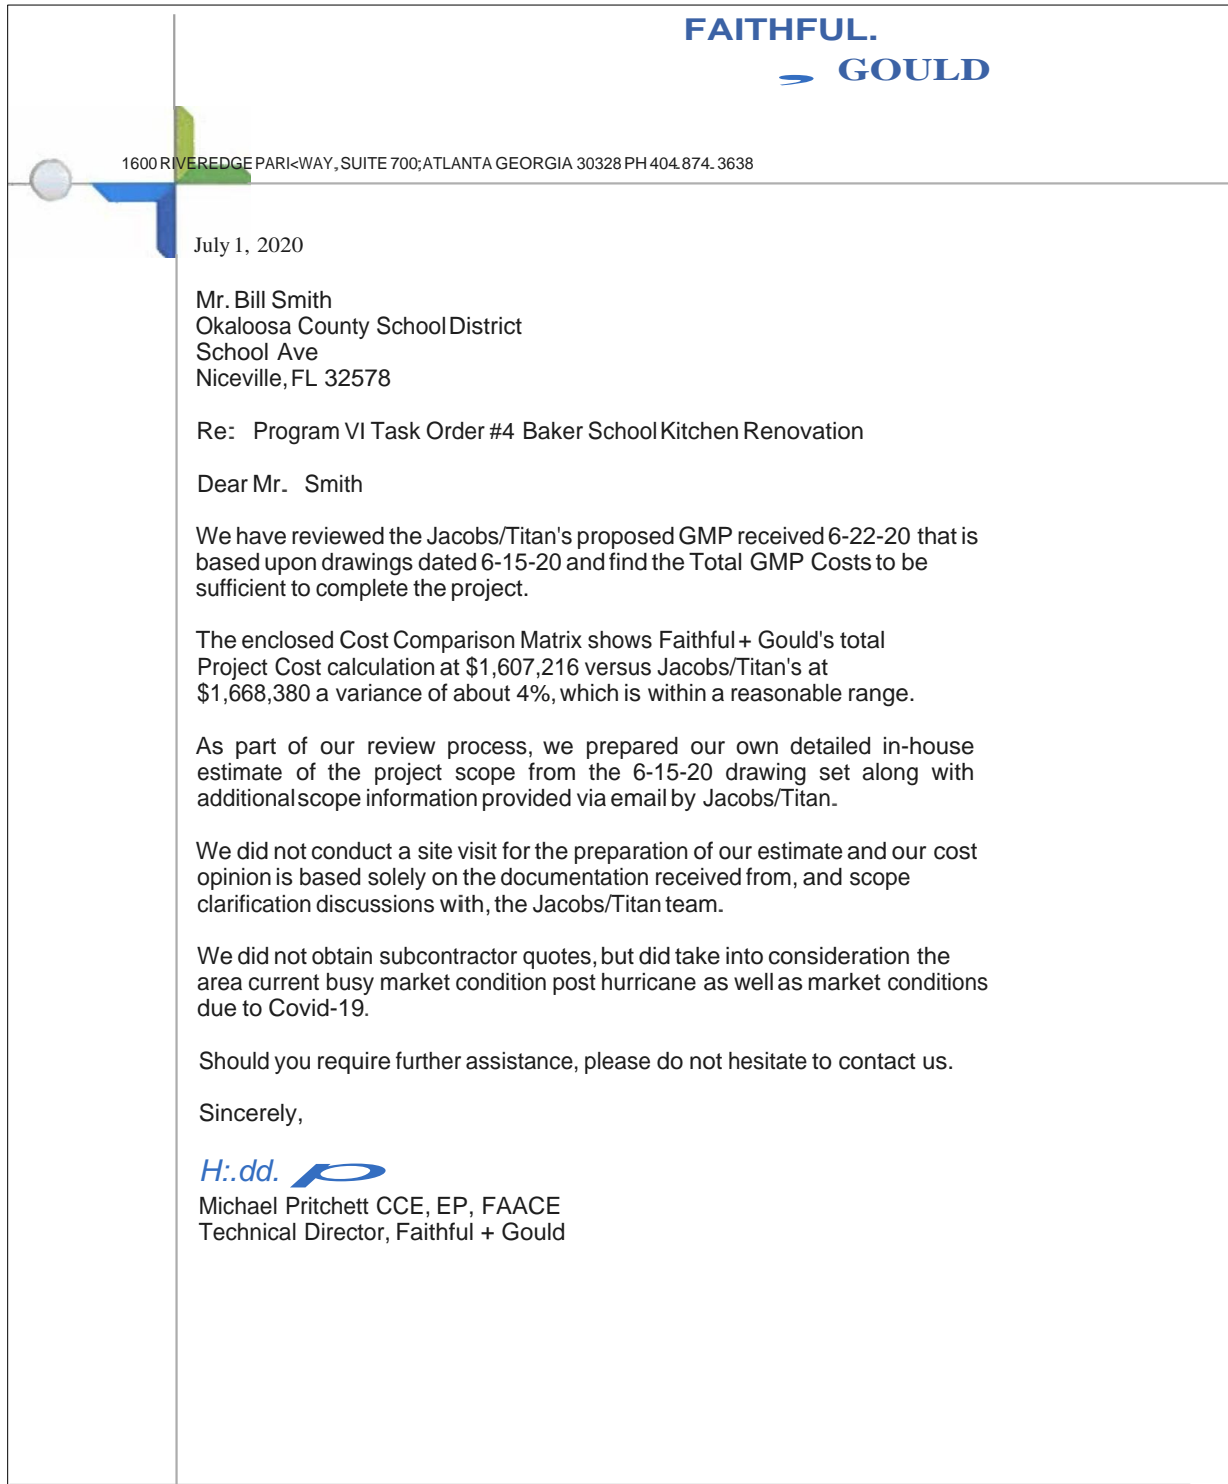 FAITHFUL.
GOULD
1600 RIVEREDGE PARI<WAY, SUITE 700; ATLANTA GEORGIA 30328 PH 404.874.3638
July 1, 2020
Mr. Bill Smith
Okaloosa County School District
School Ave
Niceville, FL 32578
Re: Program VI Task Order #4 Baker School Kitchen Renovation
Dear Mr. Smith
We have reviewed the Jacobs/Titan's proposed GMP received 6-22-20 that is
based upon drawings dated 6-15-20 and find the Total GMP Costs to be
sufficient to complete the project.
The enclosed Cost Comparison Matrix shows Faithful + Gould's total
Project Cost calculation at $1,607,216 versus Jacobs/Titan's at
$1,668,380 a variance of about 4%, which is within a reasonable range.
As part of our review process, we prepared our own detailed in-house
estimate of the project scope from the 6-15-20 drawing set along with
additional scope information provided via email by Jacobs/Titan.
We did not conduct a site visit for the preparation of our estimate and our cost
opinion is based solely on the documentation received from, and scope
clarification discussions with, the Jacobs/Titan team.
We did not obtain subcontractor quotes, but did take into consideration the
area current busy market condition post hurricane as well as market conditions
due to Covid-19.
Should you require further assistance, please do not hesitate to contact us.
Sincerely,
H:.dd.
Michael Pritchett CCE, EP, FAACE
Technical Director, Faithful + Gould